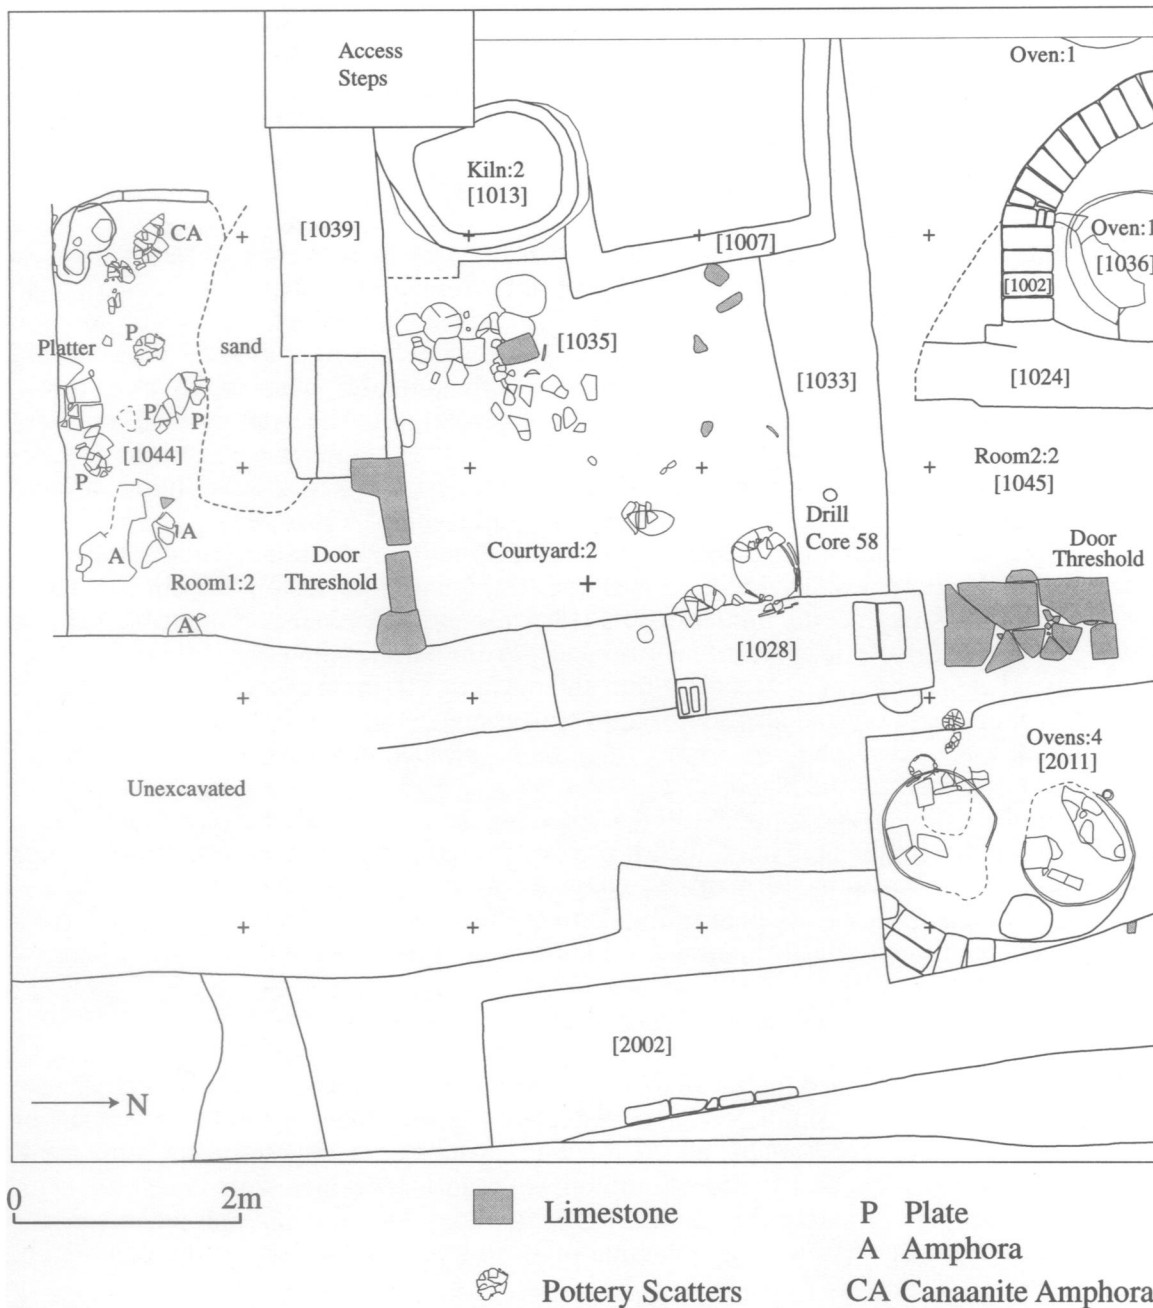 Access
Steps
Oven:1
Kiln:2
[1013]
CA
[1039]
[1007]
Oven:1
[1036]
[1002]
P
Platter
sand
[1035]
[1033]
[1024]
P
P
[1044]
P
Room2:2
[1045]
A
A
Door
Threshold
Courtyard:2
Drill
Core 58
Door
Threshold
Room1:2
A
[1028]
Ovens:4
[2011]
Unexcavated
[2002]
N
0 2m
Limestone
P Plate
A Amphora
Pottery Scatters
CA Canaanite Amphora